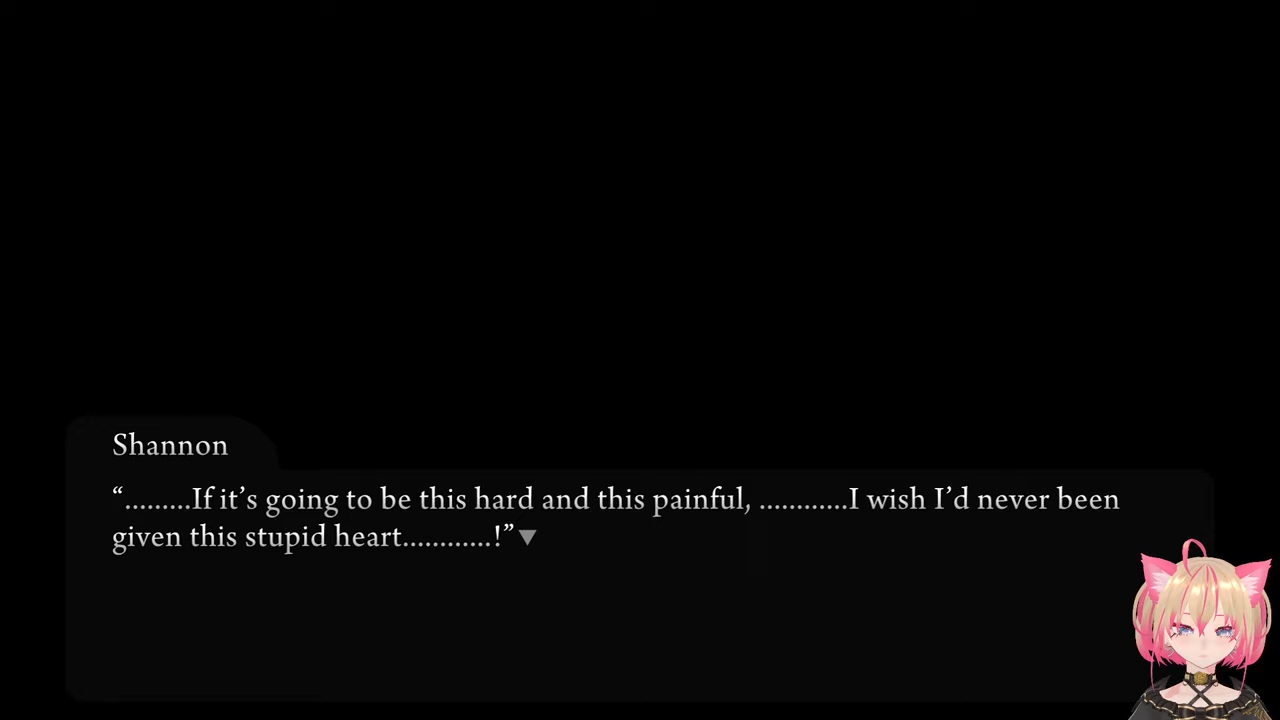 Shannon
“.........If it’s going to be this hard and this painful, ............I wish I’d never been
given this stupid heart............!”▼